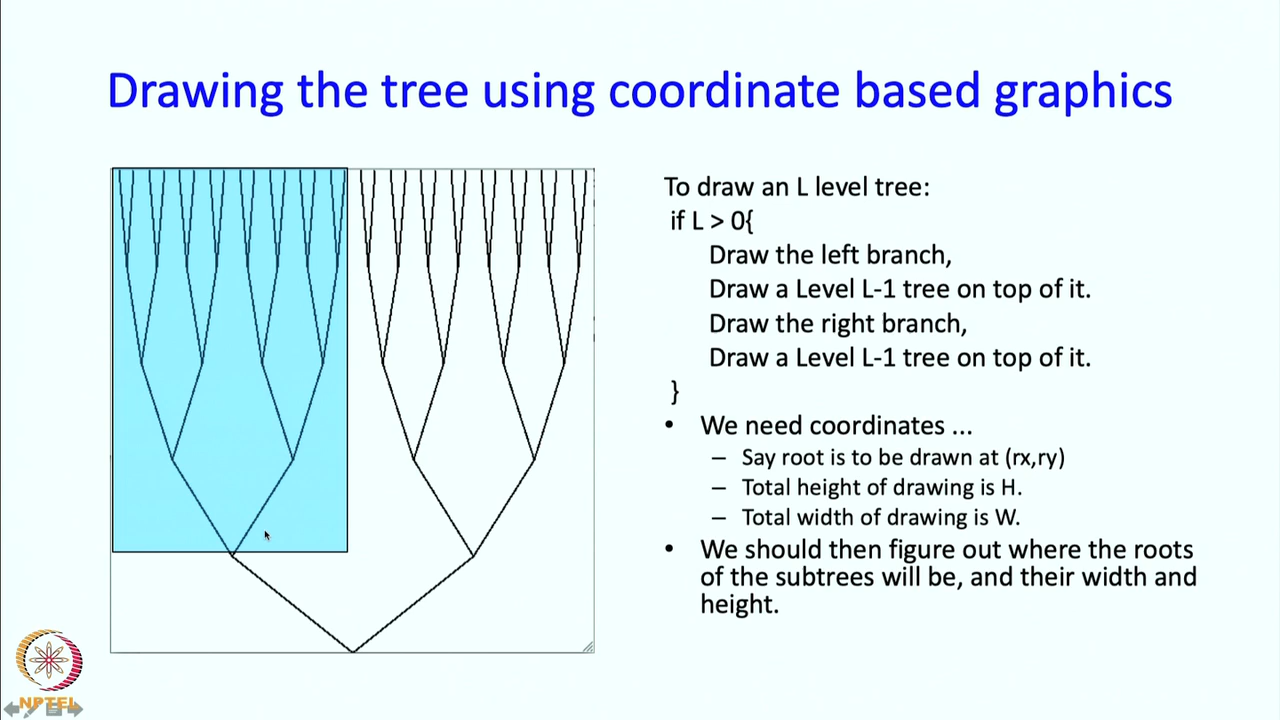 Drawing the tree using coordinate based graphics
To draw an L level tree:
if L > 0{
Draw the left branch,
Draw a Level L-1 tree on top of it.
Draw the right branch,
Draw a Level L-1 tree on top of it.
}
• We need coordinates ...
– Say root is to be drawn at (rx,ry)
– Total height of drawing is H.
– Total width of drawing is W.
• We should then figure out where the roots
of the subtrees will be, and their width and
height.
NPTEL